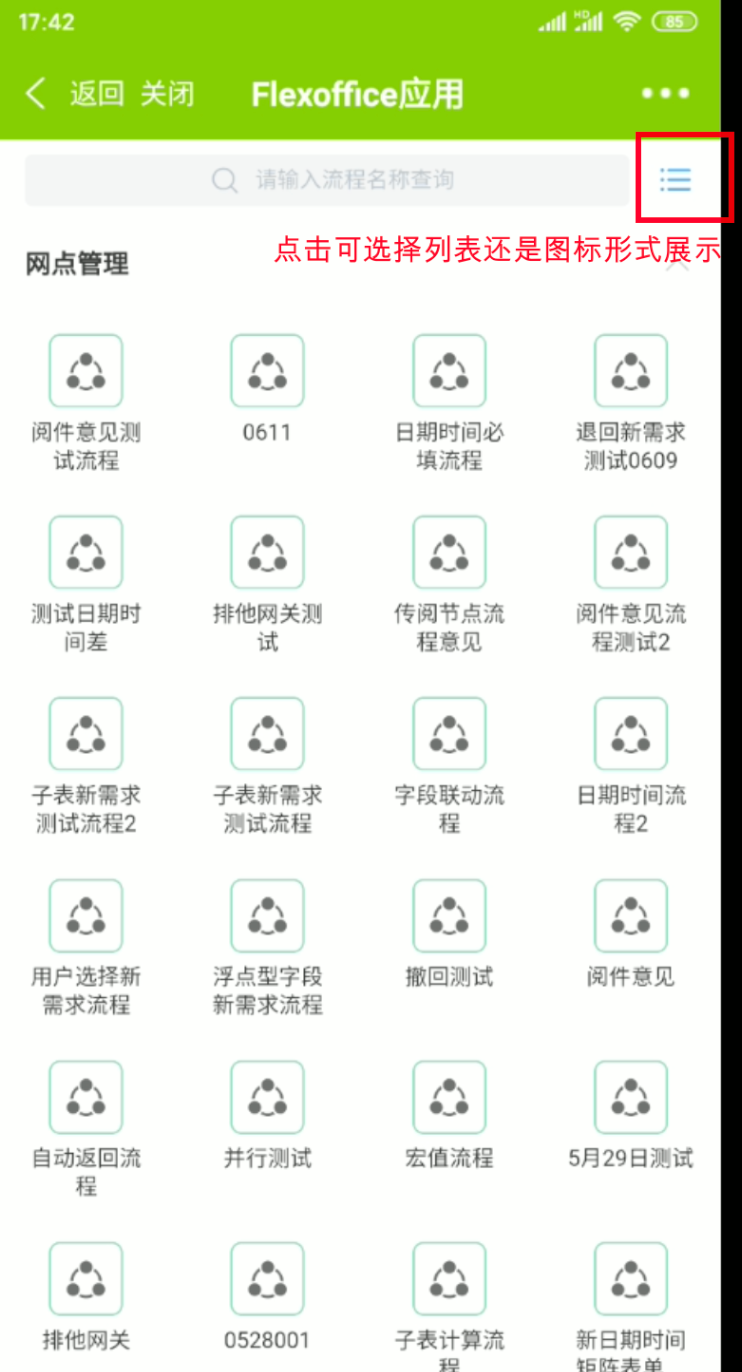 17:42 HD 85
返回 关闭 Flexoffice应用
请输入流程名称查询
点击可选择列表还是图标形式展示
网点管理
阅件意见测
试流程
0611
日期时间必
填流程
退回新需求
测试0609
测试日期时
间差
排他网关测
试
传阅节点流
程意见
阅件意见流
程测试2
子表新需求
测试流程2
子表新需求
测试流程
字段联动流
程
日期时间流
程2
用户选择新
需求流程
浮点型字段
新需求流程
撤回测试
阅件意见
自动返回流
程
并行测试
宏值流程
5月29日测试
排他网关
0528001
子表计算流
程
新日期时间
矩阵表单